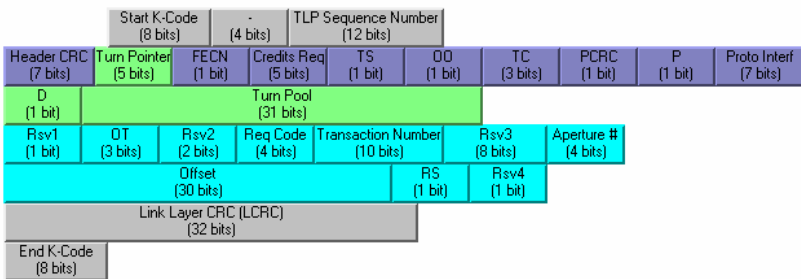 Start K-Code - TLP Sequence Number
(8 bits) (4 bits) (12 bits)
Header CRC Turn Pointer FECN Credits Req TS OO TC PCRC P Proto Interf
(7 bits) (5 bits) (1 bit) (5 bits) (1 bit) (1 bit) (3 bits) (1 bit) (1 bit) (7 bits)
D Turn Pool
(1 bit) (31 bits)
Rsv1 OT Rsv2 Req Code Transaction Number Rsv3 Aperture #
(1 bit) (3 bits) (2 bits) (4 bits) (10 bits) (8 bits) (4 bits)
Offset RS Rsv4
(30 bits) (1 bit) (1 bit)
Link Layer CRC (LCRC)
(32 bits)
End K-Code
(8 bits)